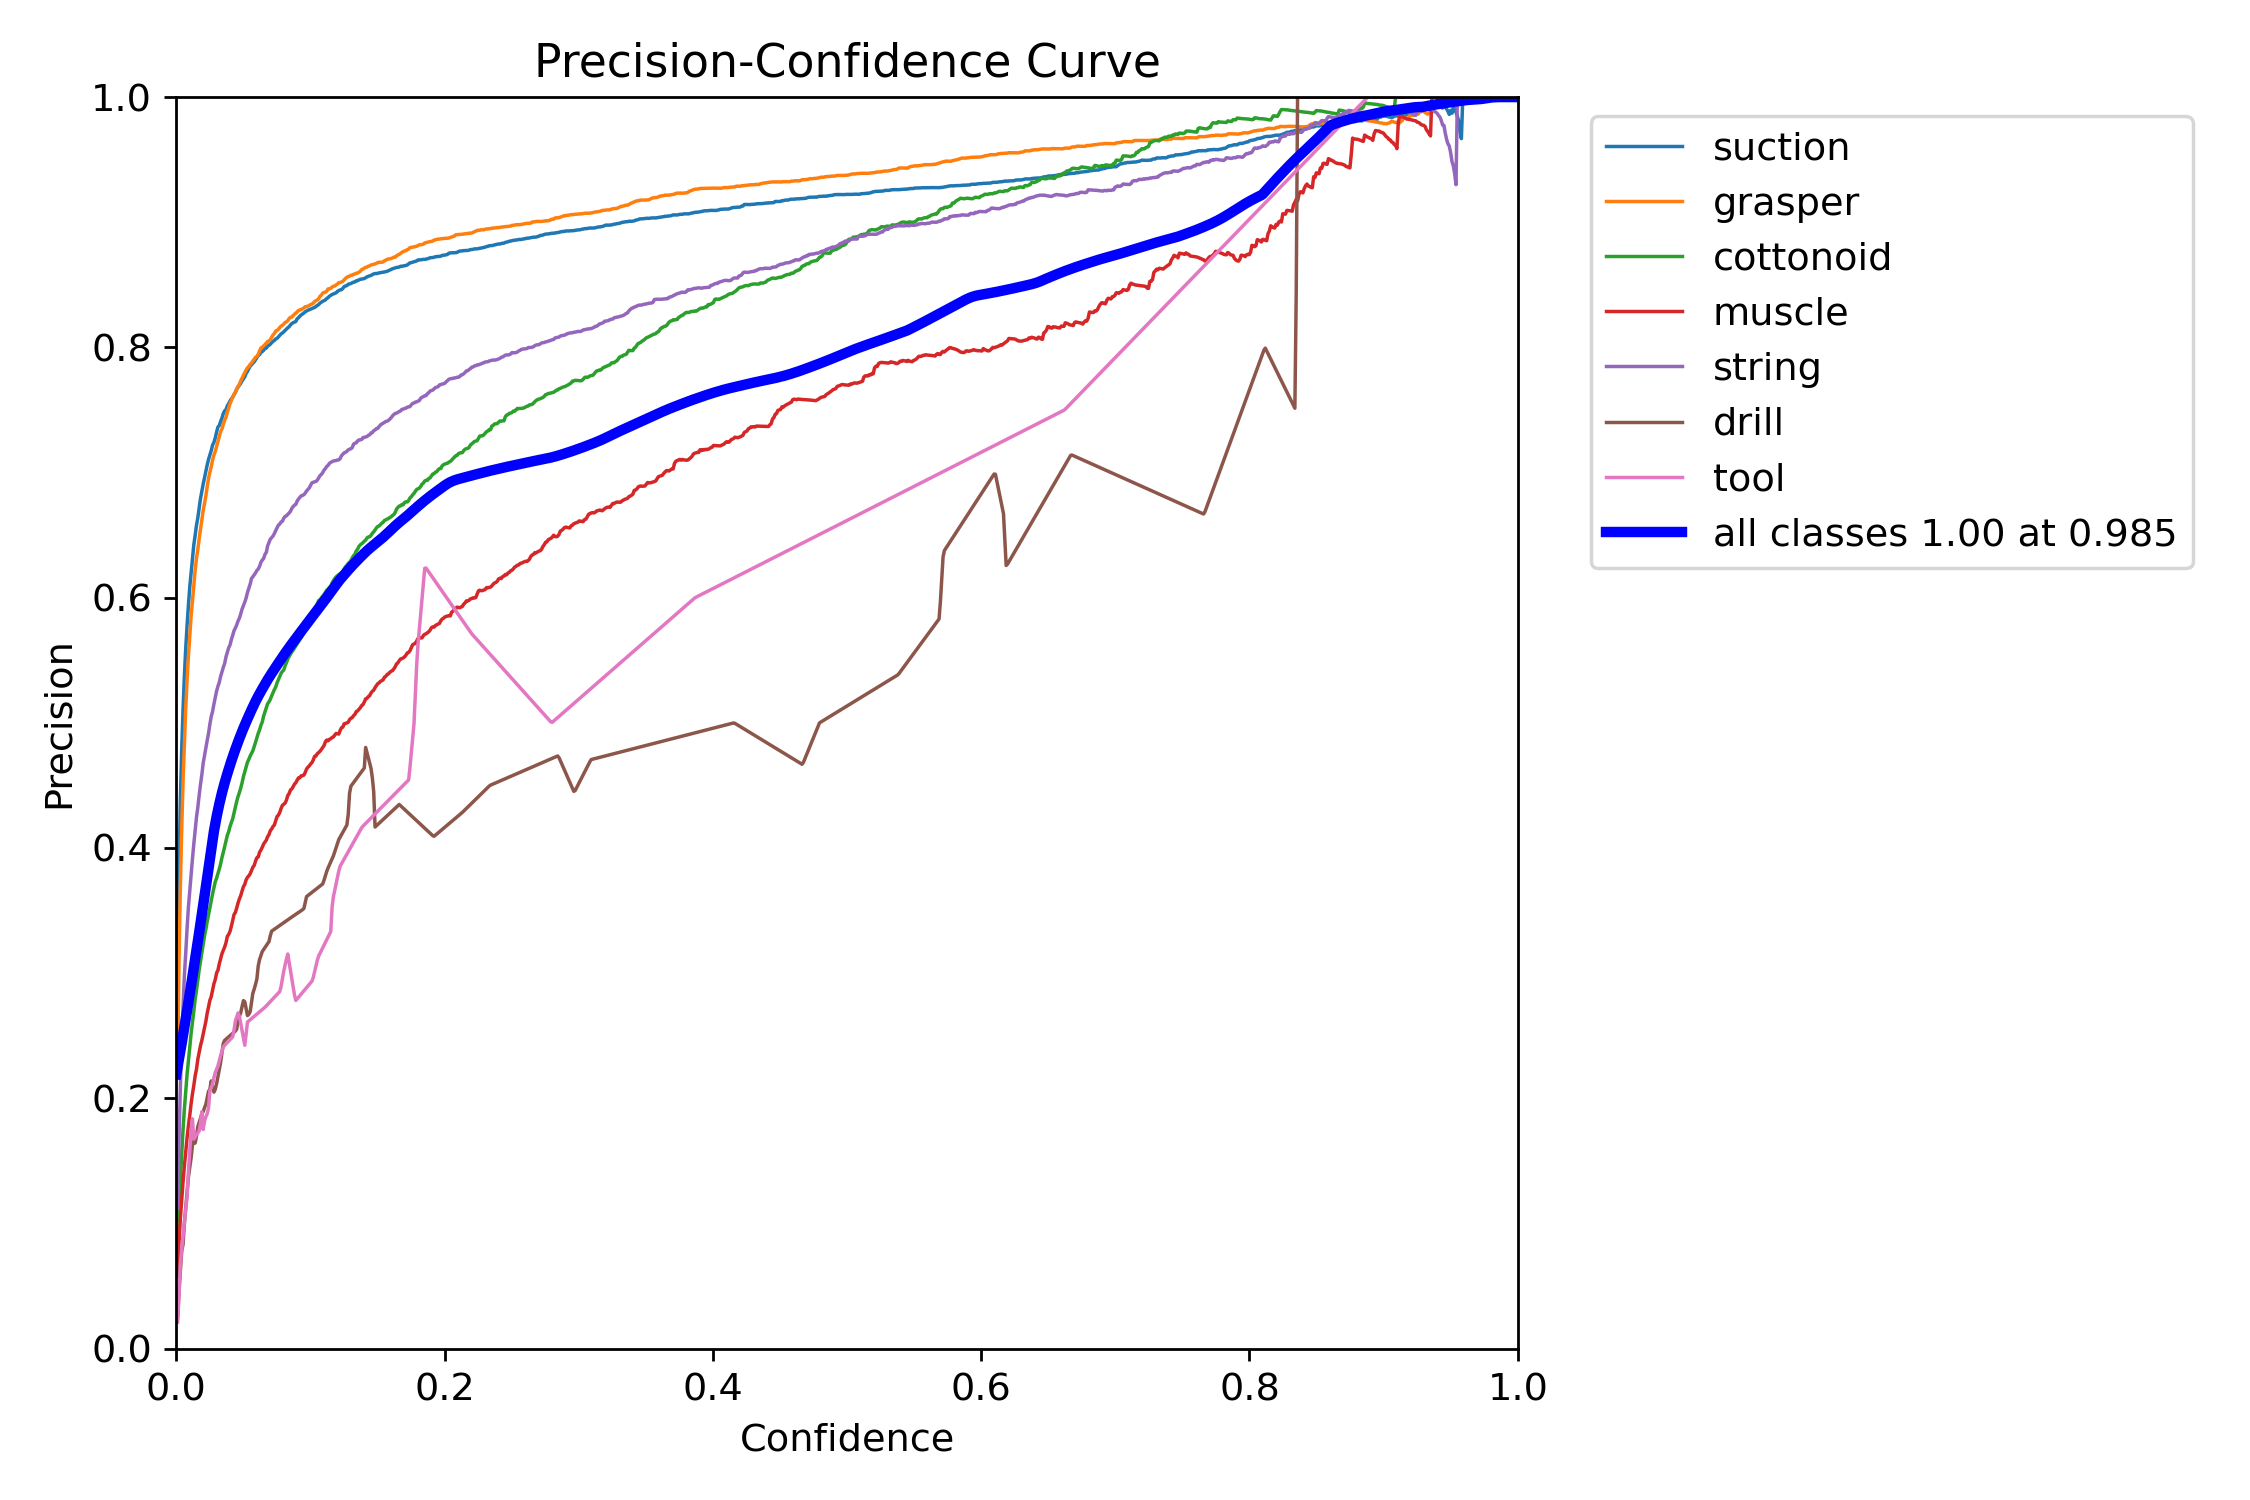 Precision-Confidence Curve
1.0
0.8
0.6
0.4
0.2
0.0
Precision
0.0 0.2 0.4 0.6 0.8 1.0
Confidence
suction
grasper
cottonoid
muscle
string
drill
tool
all classes 1.00 at 0.985